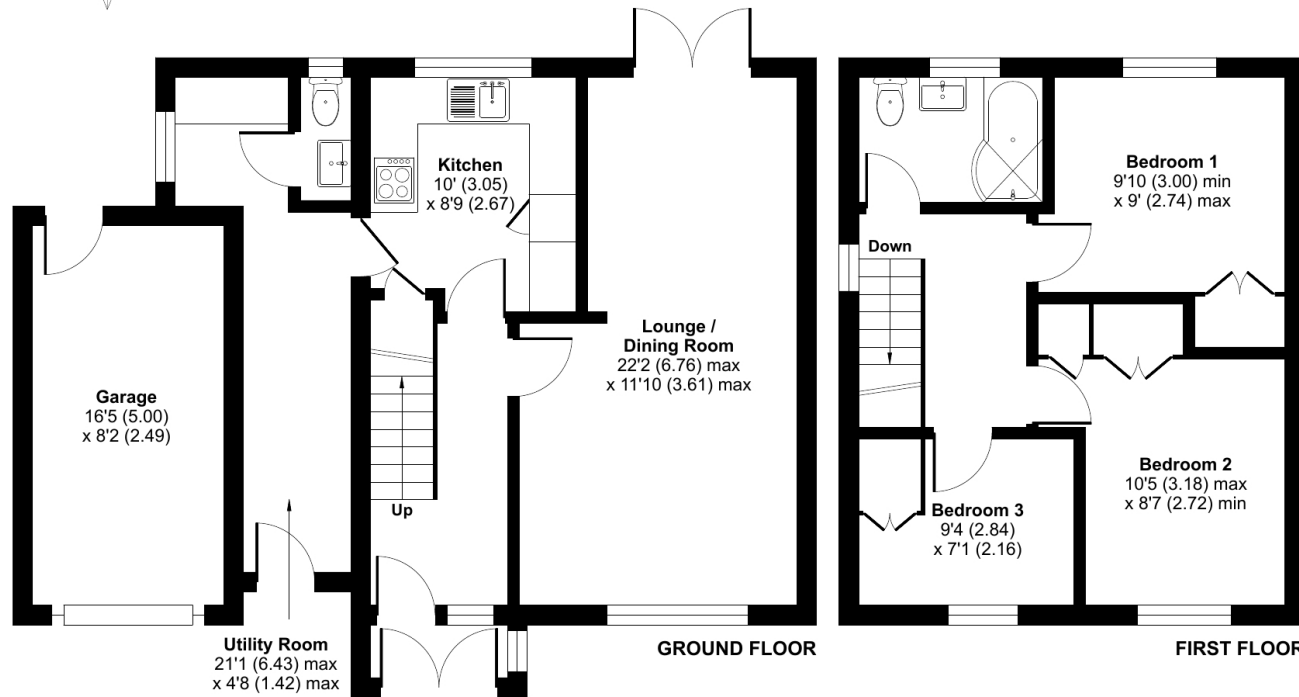 Kitchen
10' (3.05)
x 8'9 (2.67)
Lounge /
Dining Room
22'2 (6.76) max
x 11'10 (3.61) max
Garage
16'5 (5.00)
x 8'2 (2.49)
Up
Utility Room
21'1 (6.43) max
x 4'8 (1.42) max
GROUND FLOOR
Bedroom 1
9'10 (3.00) min
x 9' (2.74) max
Down
Bedroom 2
10'5 (3.18) max
x 8'7 (2.72) min
Bedroom 3
9'4 (2.84)
x 7'1 (2.16)
FIRST FLOOR